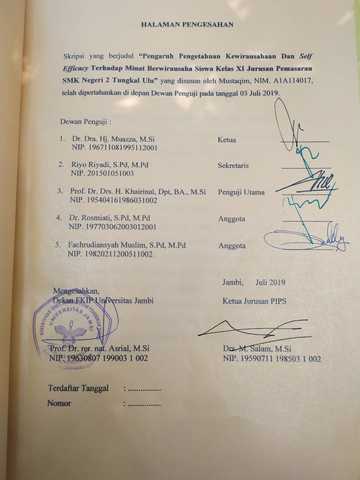 HALAMAN PENGESAHAN
Skripsi yang berjudul "Pengaruh Pengetahuan Kewirausahaan Dan Self
Efficacy Terhadap Minat Berwirausaha Siswa Kelas XI Jurusan Pemasaran
SMK Negeri 2 Tungkal Ulu" yang disusun oleh Mustaqim, NIM. A1A114017,
telah dipertahankan di depan Dewan Penguji pada tanggal 03 Juli 2019.
Dewan Penguji :
1. Dr. Dra. Hj. Muazza, M.Si Ketua
NIP. 196711081995112001
2. Riyo Riyadi, S.Pd, M.Pd Sekretaris
NIP. 201501051003
3. Prof. Dr. Drs. H. Khairinal, Dpt, BA., M.Si Penguji Utama
NIP. 195404161986031002
4. Dr. Rosmiati, S.Pd, M.Pd Anggota
NIP. 197703062003012001
5. Fachrudiansyah Muslim, S.Pd, M.Pd Anggota
NIP. 19820211200511002
Jambi, Juli 2019
Mengesahkan,
Dekan FKIP Universitas Jambi Ketua Jurusan PIPS
UNIVERSITAS JAMBI
Prof. Dr. rer. nat. Asrial, M.Si Drs. M. Salam, M.Si
NIP. 19630807 199003 1 002 NIP. 19590711 198503 1 002
Terdaftar Tanggal : ................
Nomor : ................